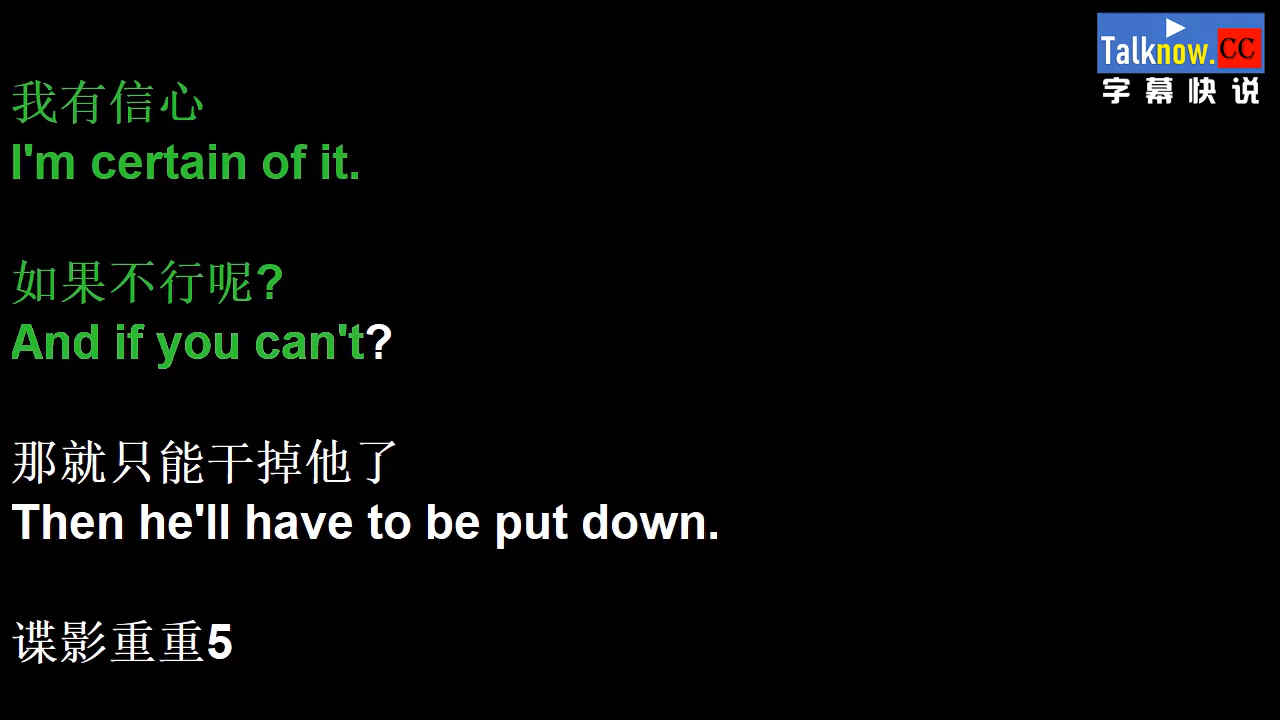 Talknow.CC
字幕快说
我有信心
I'm certain of it.
如果不行呢?
And if you can't?
那就只能干掉他了
Then he'll have to be put down.
谍影重重5